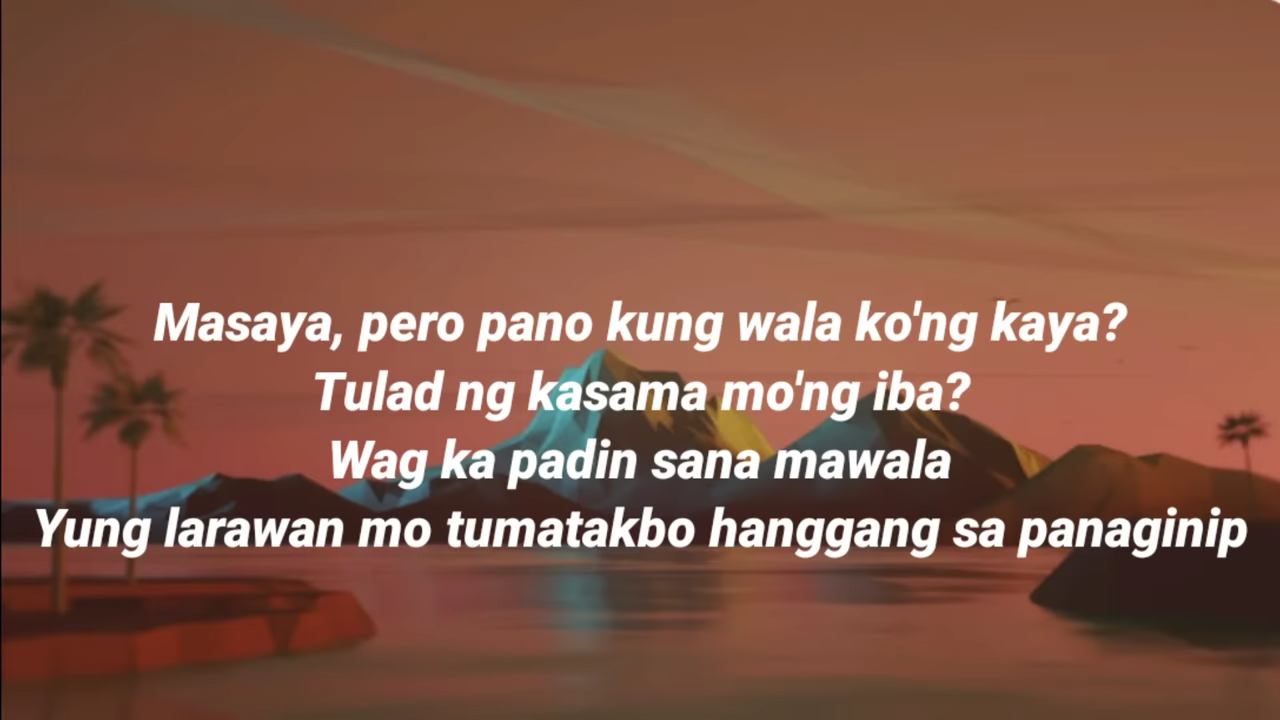 Masaya, pero pano kung wala ko'ng kaya?
Tulad ng kasama mo'ng iba?
Wag ka padin sana mawala
Yung larawan mo tumatakbo hanggang sa panaginip